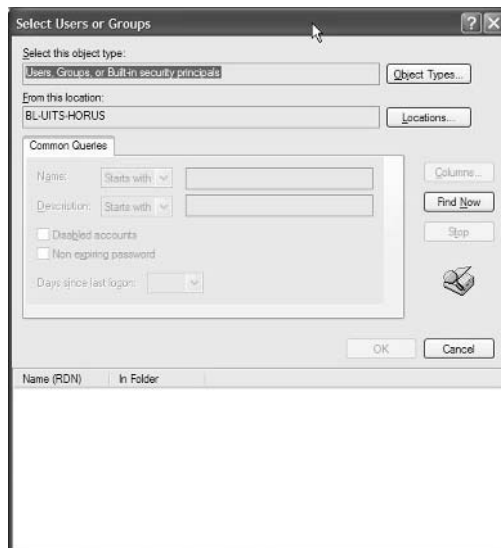 Select Users or Groups
Select this object type:
Users, Groups, or Built-in security principals
Object Types...
From this location:
BL-UITS-HORUS
Locations...
Common Queries
Name:
Starts with
Columns...
Description:
Starts with
Find Now
Disabled accounts
Stop
Non expiring password
Days since last logon:
OK
Cancel
Name (RDN)
In Folder